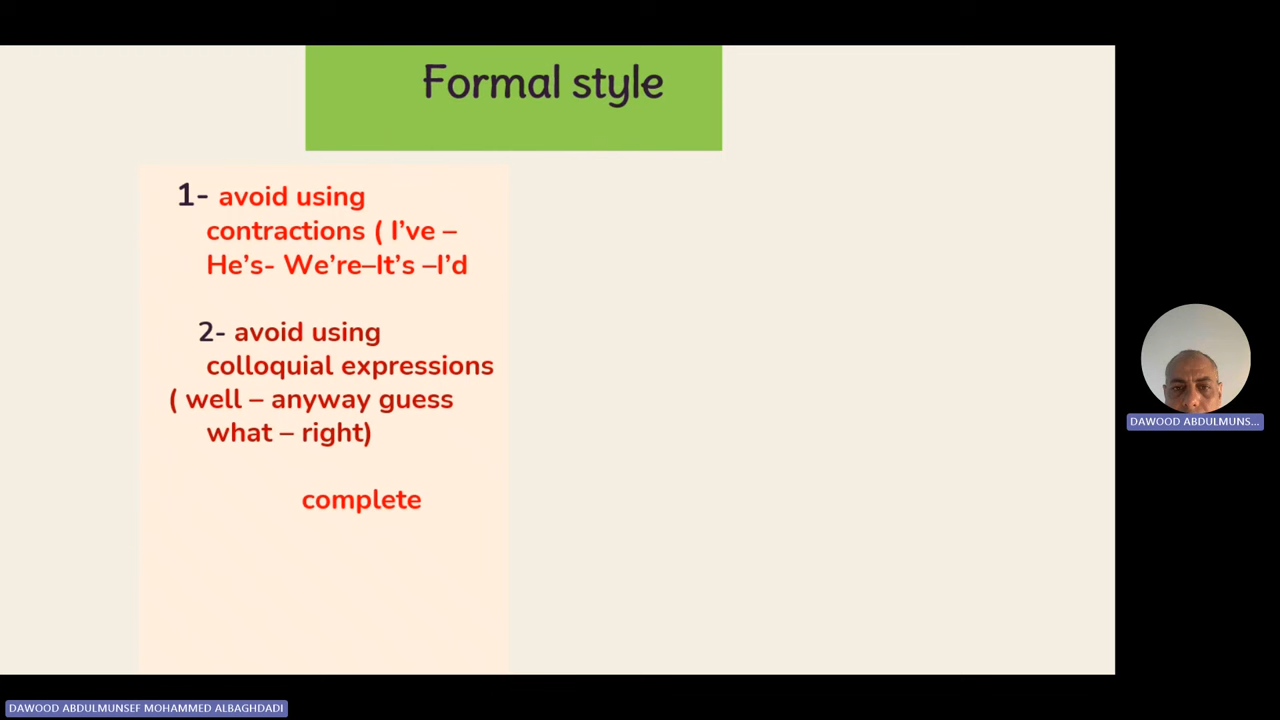 Formal style
1- avoid using
contractions ( I’ve –
He’s- We’re–It’s –I’d
2- avoid using
colloquial expressions
( well – anyway guess
what – right)
complete
DAWOOD ABDULMUNS...
DAWOOD ABDULMUNSEF MOHAMMED ALBAGHDADI